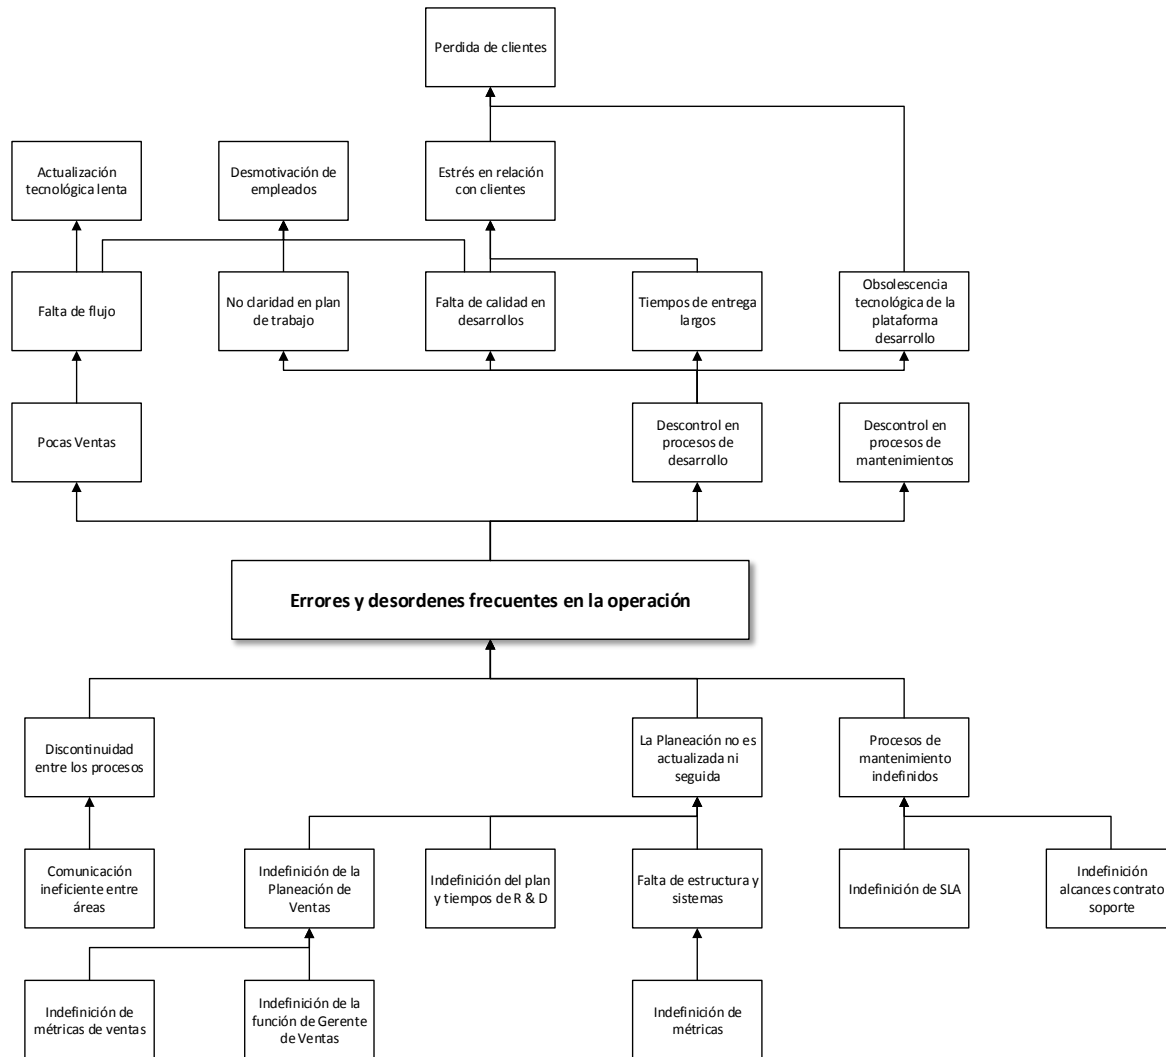 Perdida de clientes
Actualización
tecnológica lenta
Desmotivación de
empleados
Estrés en relación
con clientes
Falta de flujo
No claridad en plan
de trabajo
Falta de calidad en
desarrollos
Tiempos de entrega
largos
Obsolescencia
tecnológica de la
plataforma
desarrollo
Pocas Ventas
Descontrol en
procesos de
desarrollo
Descontrol en
procesos de
mantenimientos
Errores y desordenes frecuentes en la operación
Discontinuidad
entre los procesos
La Planeación no es
actualizada ni
seguida
Procesos de
mantenimiento
indefinidos
Comunicación
ineficiente entre
áreas
Indefinición de la
Planeación de
Ventas
Indefinición del plan
y tiempos de R & D
Falta de estructura y
sistemas
Indefinición de SLA
Indefinición
alcances contrato
soporte
Indefinición de
métricas de ventas
Indefinición de la
función de Gerente
de Ventas
Indefinición de
métricas